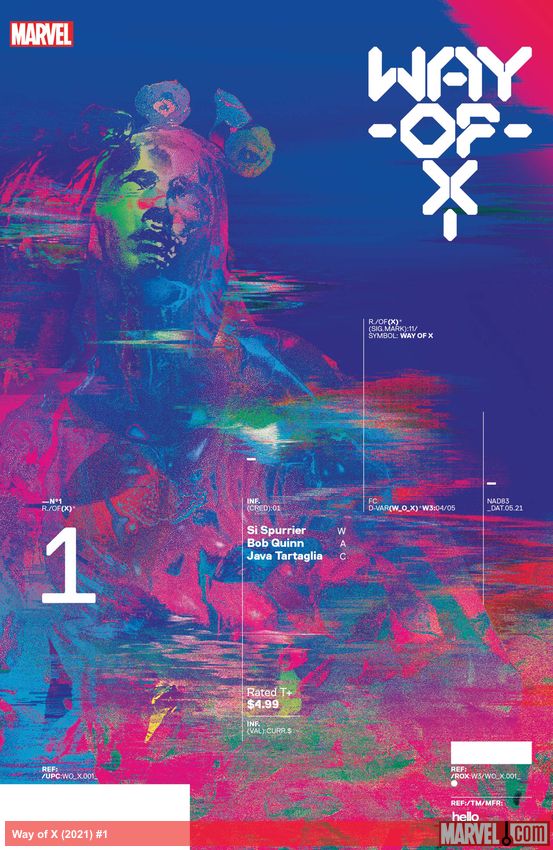 MARVEL
WAY
-OF-
X
R./OF(X)*
(SIG.MARK):11/
SYMBOL: WAY OF X
—Nº1
R./OF(X)*
1
INF.
(CRED):01
Si Spurrier W
Bob Quinn A
Java Tartaglia C
FC
D-VAR(W_O_X)*W3:04/05
NAD83
_DAT.05.21
Rated T+
$4.99
INF.
(VAL):CURR.$
REF:
/UPC:WO_X.001_
REF:
/ROX:W3/WO_X.001_
REF:/TM/MFR:
hello
Way of X (2021) #1
MARVEL.com